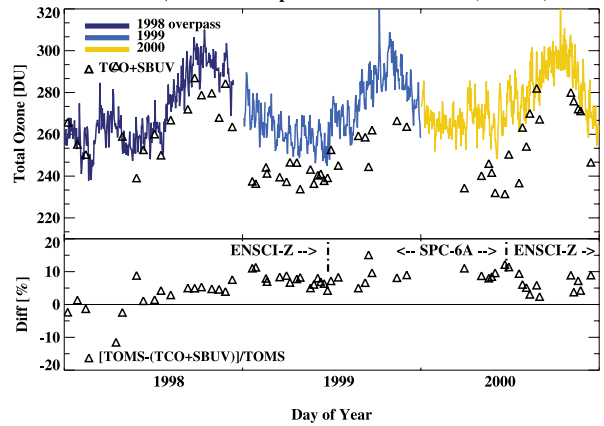 320
300
280
260
240
220
Total Ozone [DU]
1998 overpass
1999
2000
TCO+SBUV
20
10
0
-10
-20
Diff [%]
ENSCI-Z -->
<-- SPC-6A -->
ENSCI-Z ->
[TOMS-(TCO+SBUV)]/TOMS
1998
1999
2000
Day of Year